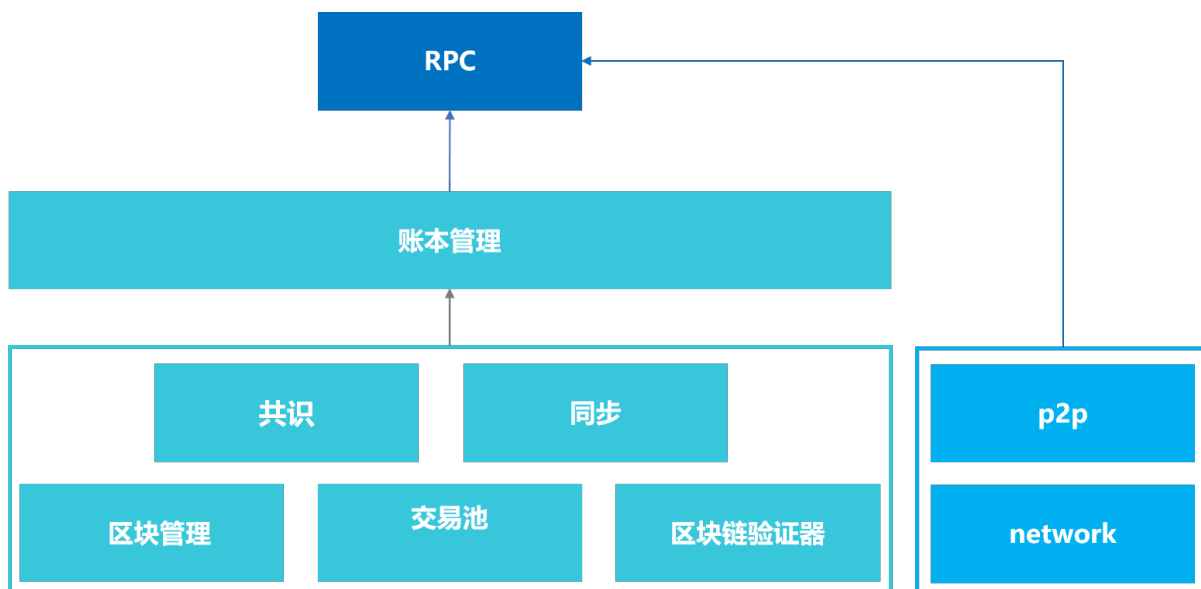 RPC
账本管理
共识
同步
p2p
区块管理
交易池
区块链验证器
network